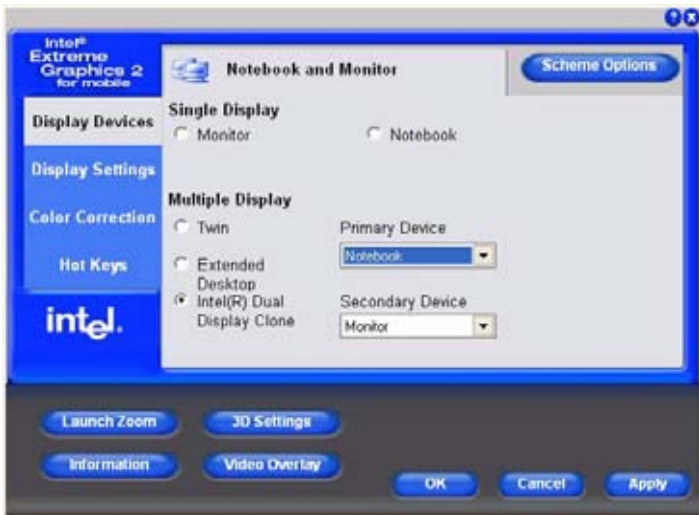 Intel®
Extreme
Graphics 2
for mobile
Notebook and Monitor
Scheme Options
Display Devices
Display Settings
Color Correction
Hot Keys
intel.
Single Display
Monitor
Notebook
Multiple Display
Twin
Primary Device
Notebook
Extended
Desktop
Intel(R) Dual
Display Clone
Secondary Device
Monitor
Launch Zoom
3D Settings
Information
Video Overlay
OK
Cancel
Apply